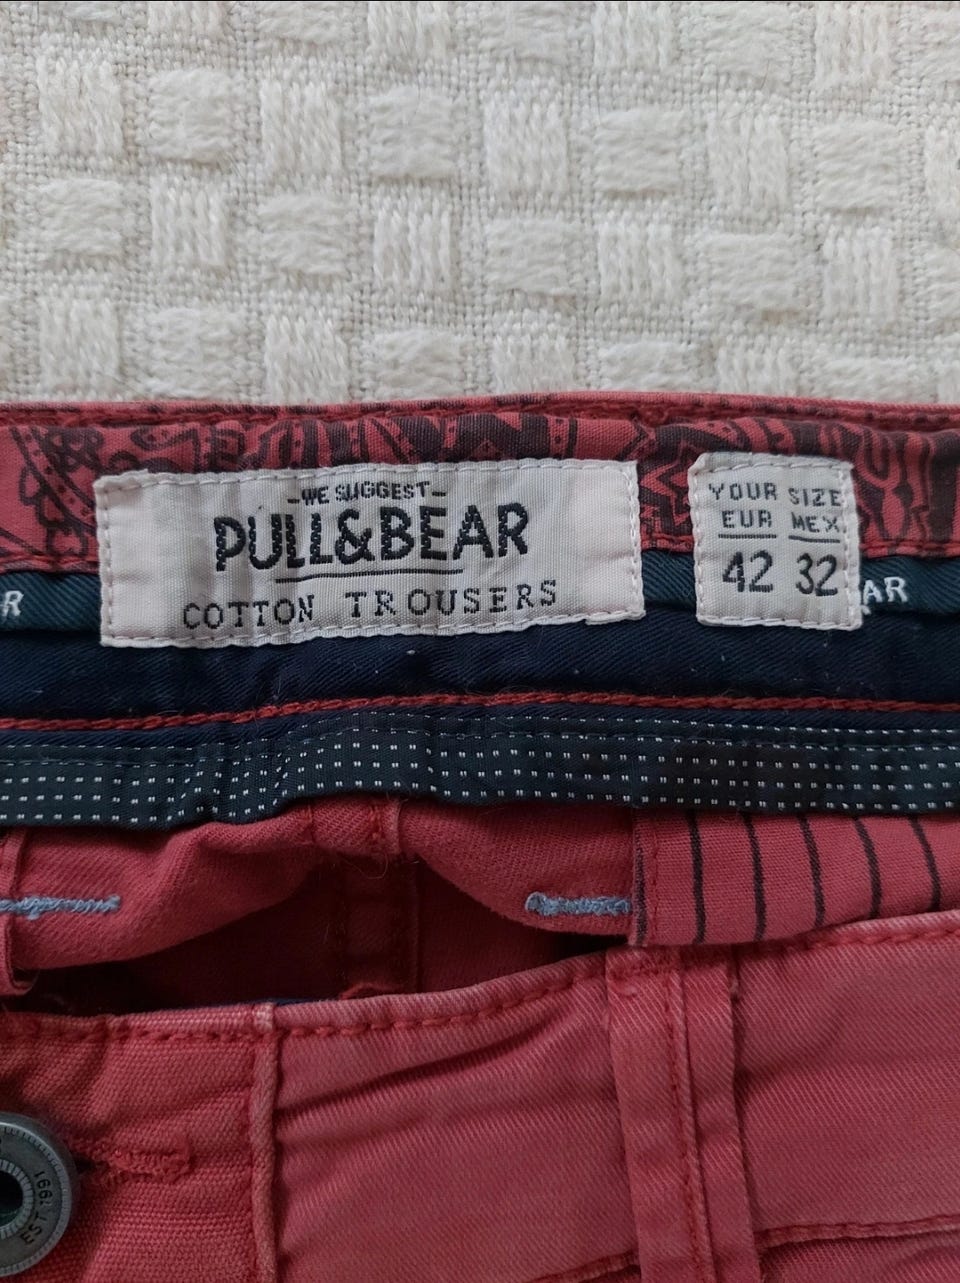 -WE SUGGEST-
PULL&BEAR
COTTON TROUSERS
YOUR SIZE
EUR MEX
42 32
R
AR
EST 1991